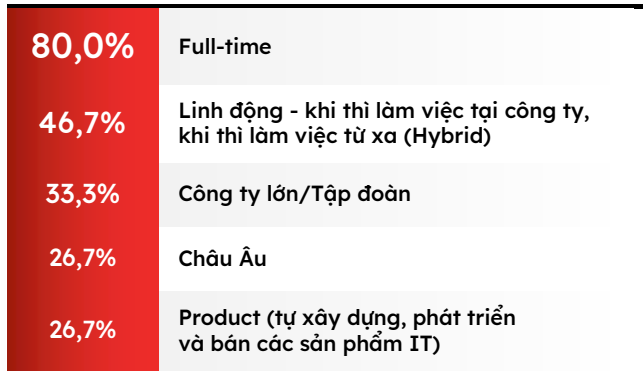 80,0% Full-time
46,7% Linh động - khi thì làm việc tại công ty,
khi thì làm việc từ xa (Hybrid)
33,3% Công ty lớn/Tập đoàn
26,7% Châu Âu
26,7% Product (tự xây dựng, phát triển
và bán các sản phẩm IT)